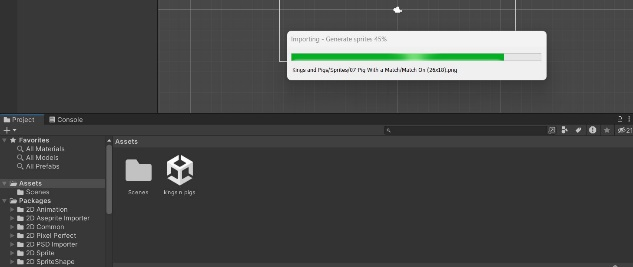 Importing - Generate sprites 45%
Kings and Pigs/Sprites/07 Pig With a Match/Match On (26x18).png
Project
Console
21
Favorites
All Materials
All Models
All Prefabs
Assets
Scenes
Packages
2D Animation
2D Aseprite Importer
2D Common
2D Pixel Perfect
2D PSD Importer
2D Sprite
2D SpriteShape
Assets
Scenes
kings n pigs